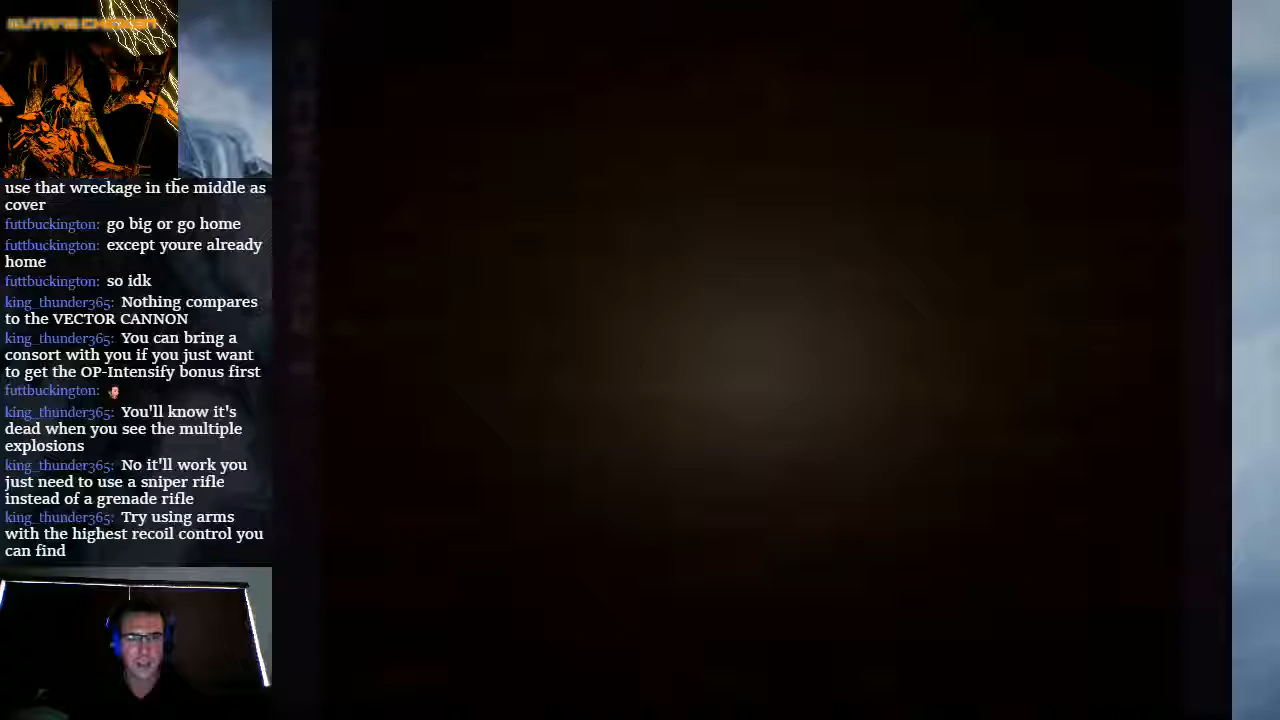 MUTANT CHICKEN
use that wreckage in the middle as
cover
futtbuckington: go big or go home
futtbuckington: except youre already
home
futtbuckington: so idk
king_thunder365: Nothing compares
to the VECTOR CANNON
king_thunder365: You can bring a
consort with you if you just want
to get the OP-Intensify bonus first
futtbuckington:
king_thunder365: You'll know it's
dead when you see the multiple
explosions
king_thunder365: No it'll work you
just need to use a sniper rifle
instead of a grenade rifle
king_thunder365: Try using arms
with the highest recoil control you
can find